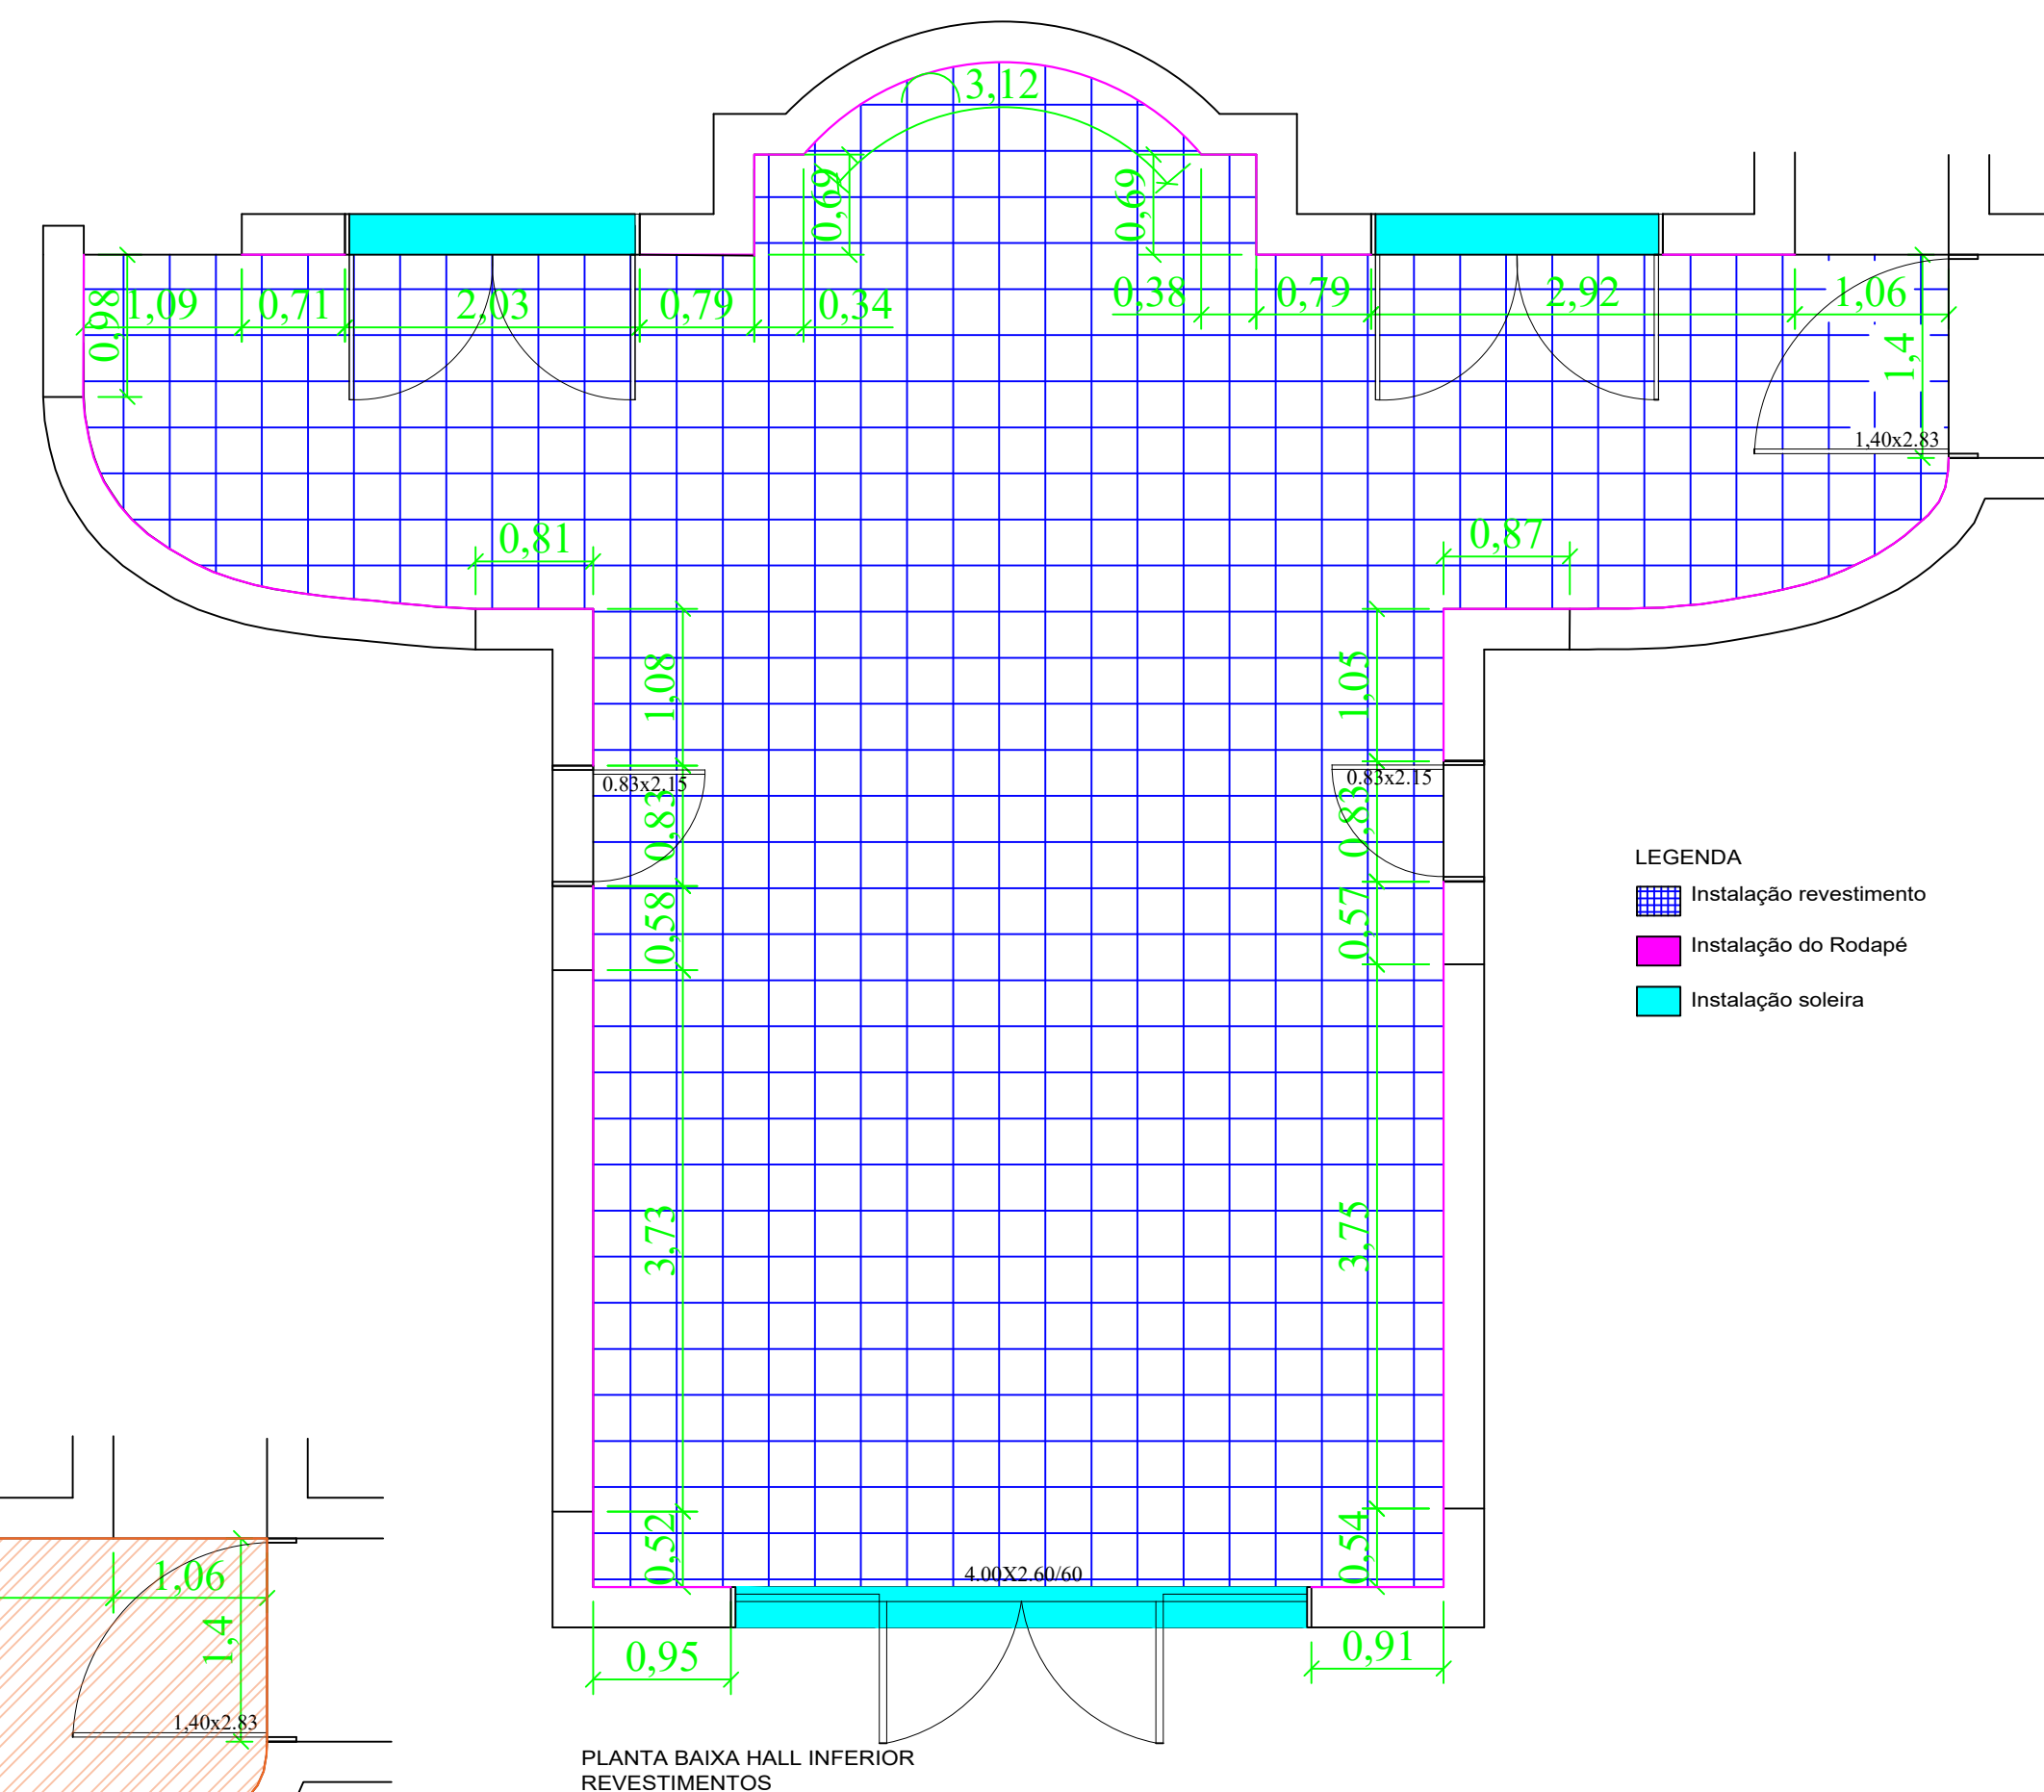 3,12
0,69
0,69
0,98
1,09
0,71
2,03
0,79
0,34
0,38
0,79
2,92
1,06
1,4
1,40x2.83
0,81
0,87
1,08
1,05
0.83x2.15
0.83x2.15
0,83
0,83
0,58
0,57
LEGENDA
Instalação revestimento
Instalação do Rodapé
Instalação soleira
3,73
3,75
0,52
0,54
4.00X2.60/60
0,95
0,91
1,06
1,4
1,40x2.83
PLANTA BAIXA HALL INFERIOR
REVESTIMENTOS